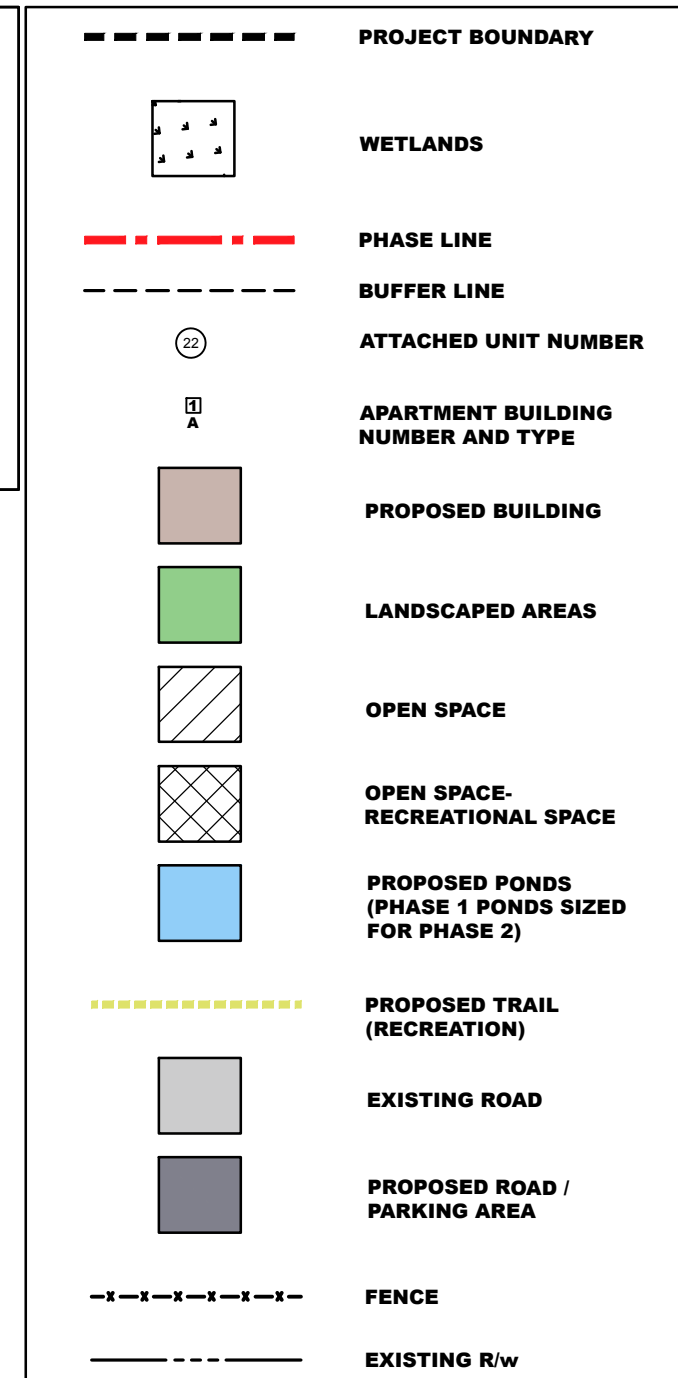 PROJECT BOUNDARY
WETLANDS
PHASE LINE
BUFFER LINE
22
ATTACHED UNIT NUMBER
1
A
APARTMENT BUILDING
NUMBER AND TYPE
PROPOSED BUILDING
LANDSCAPED AREAS
OPEN SPACE
OPEN SPACE-
RECREATIONAL SPACE
PROPOSED PONDS
(PHASE 1 PONDS SIZED
FOR PHASE 2)
PROPOSED TRAIL
(RECREATION)
EXISTING ROAD
PROPOSED ROAD /
PARKING AREA
x x x x x x
FENCE
EXISTING R/w